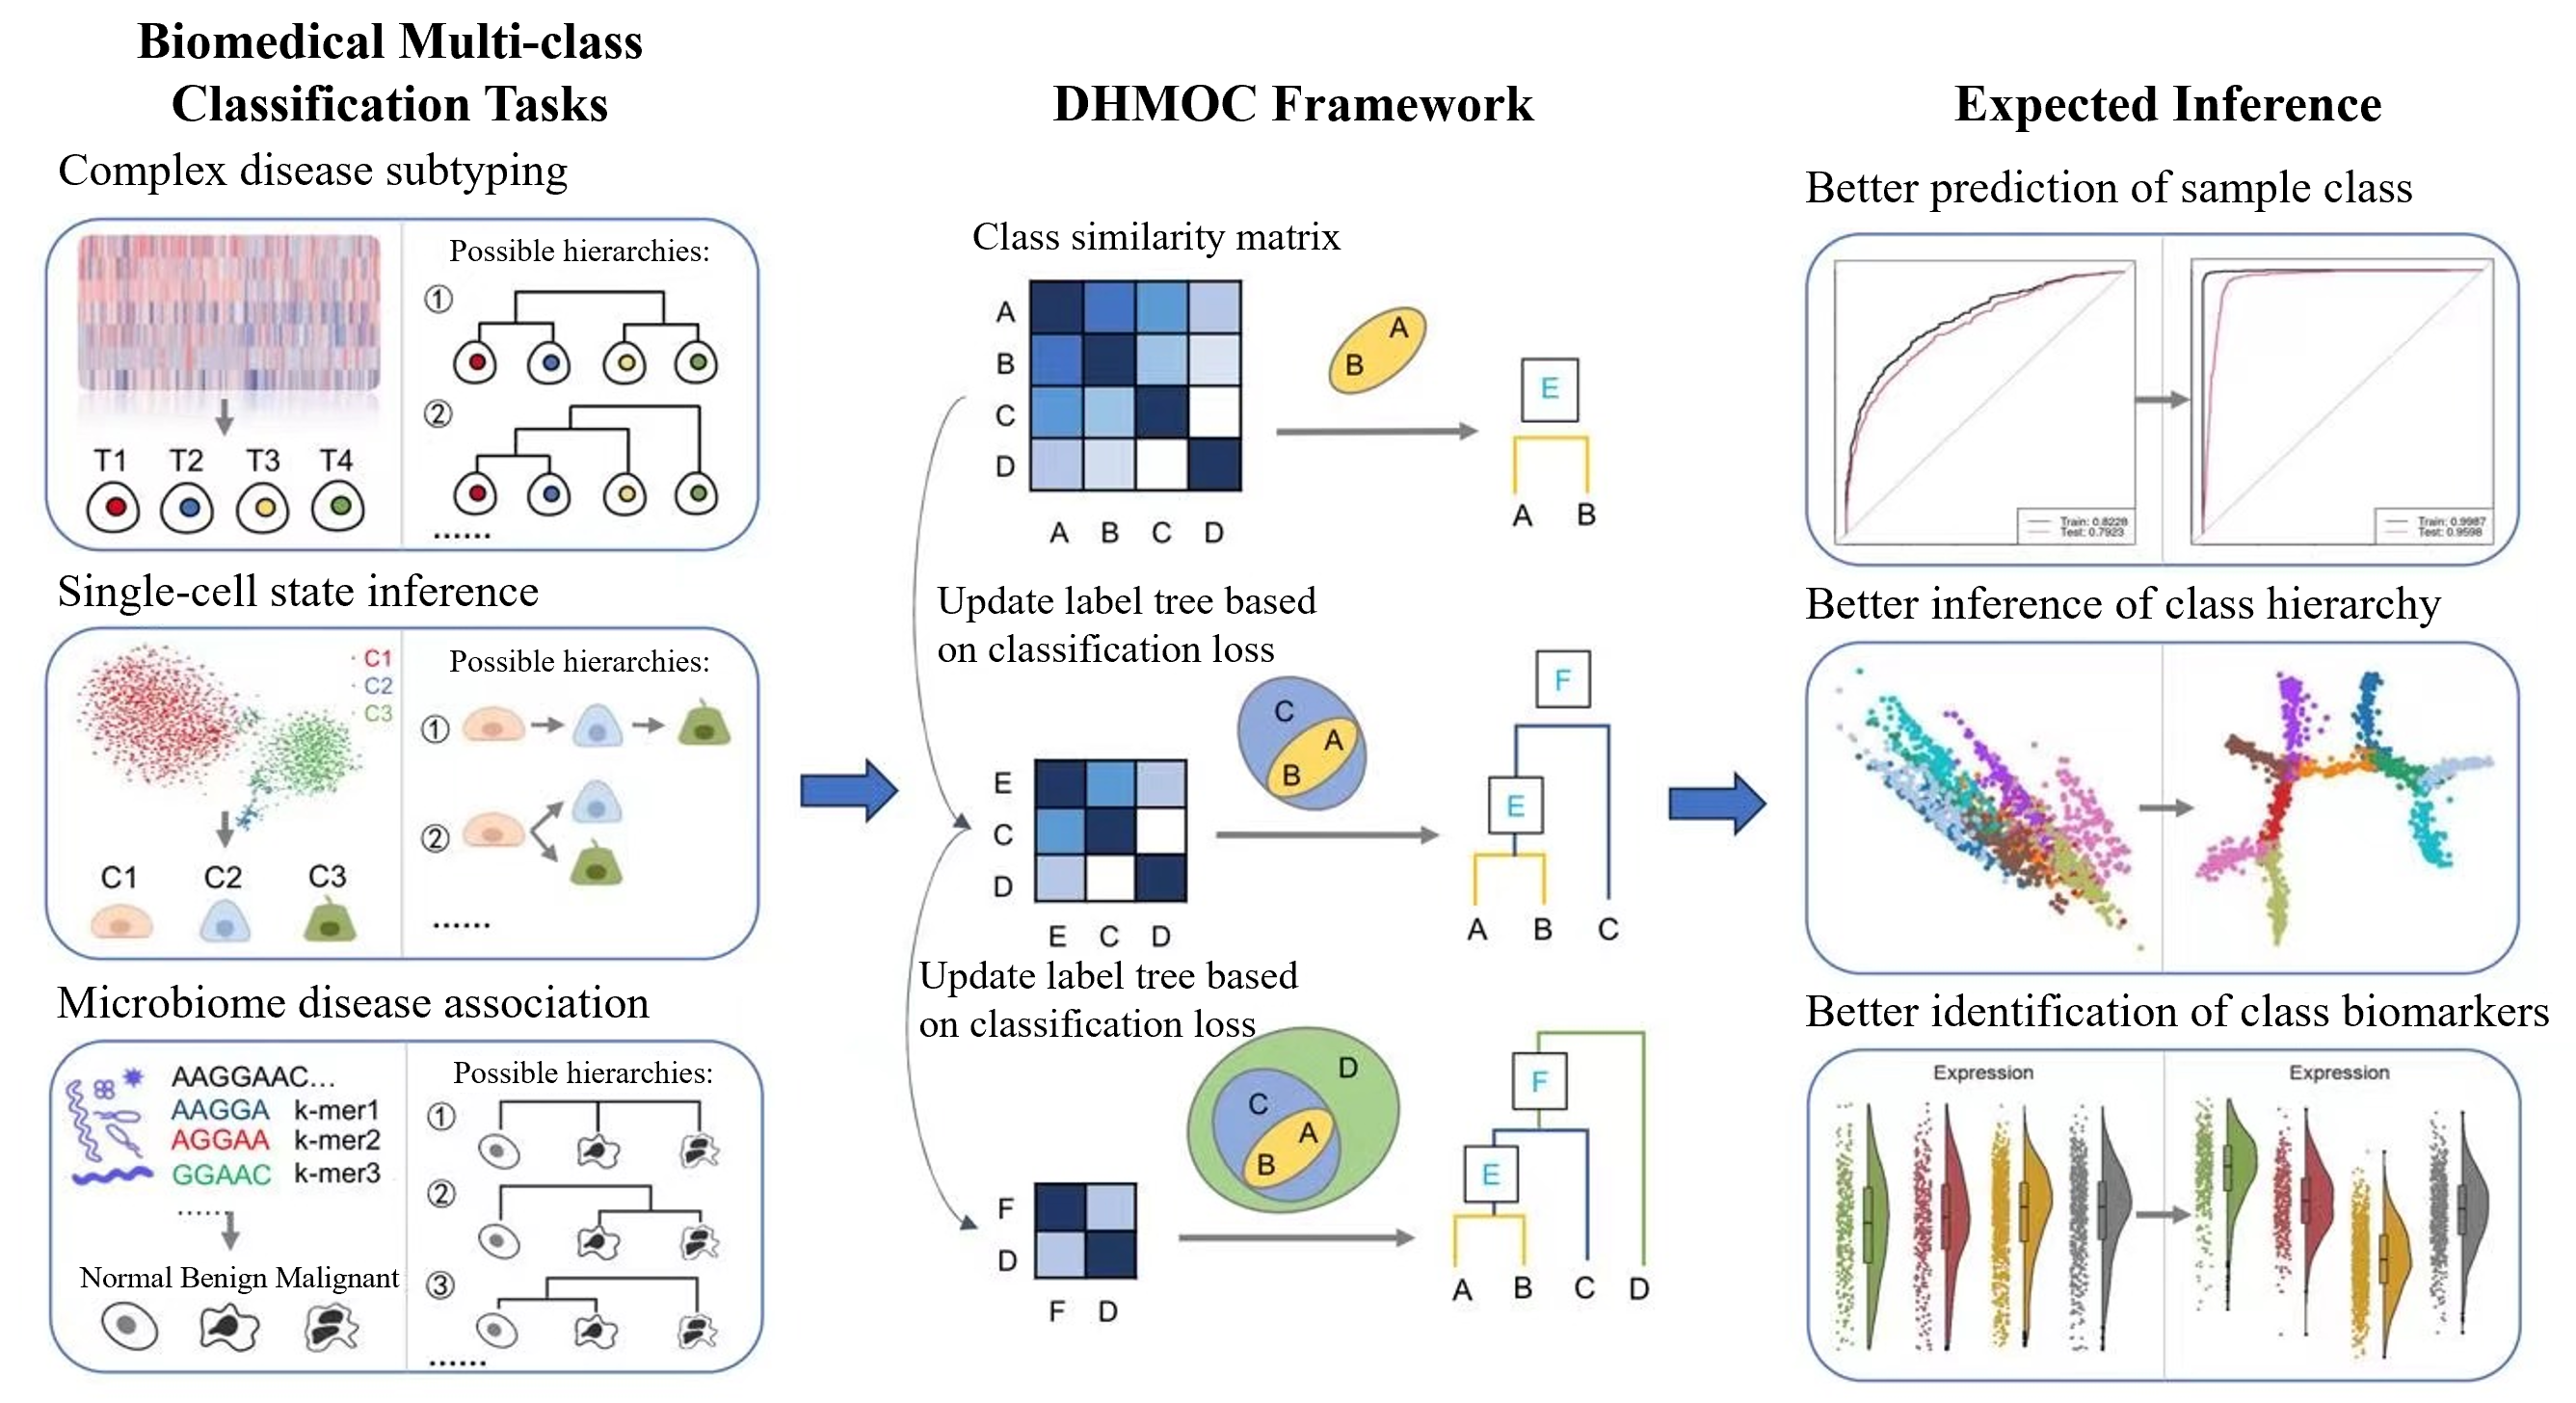 Biomedical Multi-class
Classification Tasks
Complex disease subtyping
Possible hierarchies:
①
②
T1 T2 T3 T4
......
Single-cell state inference
C1
C2
C3
Possible hierarchies:
①
②
C1 C2 C3
......
Microbiome disease association
AAGGAAC...
AAGGA k-mer1
AGGAA k-mer2
GGAAC k-mer3
......
Normal Benign Malignant
Possible hierarchies:
①
②
③
......
DHMOC Framework
Class similarity matrix
A
B
C
D
A B C D
A
B
E
A B
Update label tree based
on classification loss
E
C
D
E C D
C
A
B
F
E
A B C
Update label tree based
on classification loss
F
D
F D
D
C
A
B
F
E
A B C D
Expected Inference
Better prediction of sample class
Train: 0.8228
Test: 0.7923
Train: 0.9987
Test: 0.9598
Better inference of class hierarchy
Better identification of class biomarkers
Expression
Expression